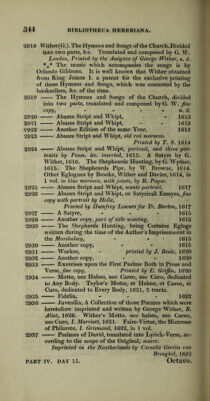 344 BIBLIOTHECA HEBERIANA.
2918 Wither(G.) The Hymnes and Songs of the Church, Divided
into two parts, &c. Translated and composed by G. W.
London, Printed by the Assignes of George Wither, n. d.
*** The music which accompanies the songs is by
Orlando Gibbons. It is well known that Wither obtained
from King James I. a patent for the exclusive printing
of these Hymnes and Songs, which was contested by the
booksellers, &c. of the time.
2919 —— The Hymnes and Songs of the Church, divided
into two parts, translated and composed by G. W. fine
copy, n. d.
2920 —— Abuses Stript and Whipt, - - 1613
2921 —— Abuses Stript and Whipt, - - 1613
2922 —— Another Edition of the same Year, 1613
2923 —— Abuses Stript and Whipt, old red morocco.
Printed by T. S. 1614
2924 —— Abuses Stript and Whipt, portrait, and three portraits by Passe, &c. inserted, 1615. A Satyre by G.
Wither, 1616. The Shepheards Hunting, by G. Wyther,
1615. The Shepheards Pipe, by W. Browne, 1614.
Other Eglogues by Brooke, Wither and Davies, 1614, in
1 vol. in blue morocco, with joints, by R. Payne.
2925 —— Abuses Stript and Whipt, wants portrait, 1617
2926 —— Abuses Stript and Whipt, or Satyricall Essayes, fine
copy with portrait by Holle,
Printed by Humfrey Lownes for Fr. Burton, 1617
2927 —— A Satyre, - - 1615
2928 —— Another copy, part of title wanting, 1615
2929 —— The Shepheards Hunting, being Certaine Eglogs
written during the time of the Author's Imprisonment in
the Marshalsey, - - 1615
2930 —— Another copy, - - 1615
2931 —— Workes, printed by J. Beale, 1620
2932 —— Another copy, - - 1620
2933 —— Exercises upon the First Psalme Both in Prose and
Verse, fine copy, Printed by E. Griffin, 1620
2934 —— Motto, nec Habeo, nec Careo, nec Curo, dedicated
to Any Body. Taylor's Motto, et Habeo, et Careo, et
Curo, dedicated to Every Body, 1621, 2 tracts.
2935 —— Fidelia, - - 1622
2936 —— Juvenilia, A Collection of those Poemes which were
heretofore imprinted and written by George Wither, R.
Allot, 1626. Wither's Motto, nec habeo, nec Careo,
nec Curo, J. Marriott, 1621. Faire-Virtue, the Mistresse
of Philarete, J. Grismand, 1622, in 1 vol.
2937 —— Psalmes of David, translated into Lyrick-Verse, according to the scope of the Original, scarce.
Imprinted in the Neatherlands by Cornelis Gerrits van
Breughel, 1632
PART IV. DAY 15. Octavo.